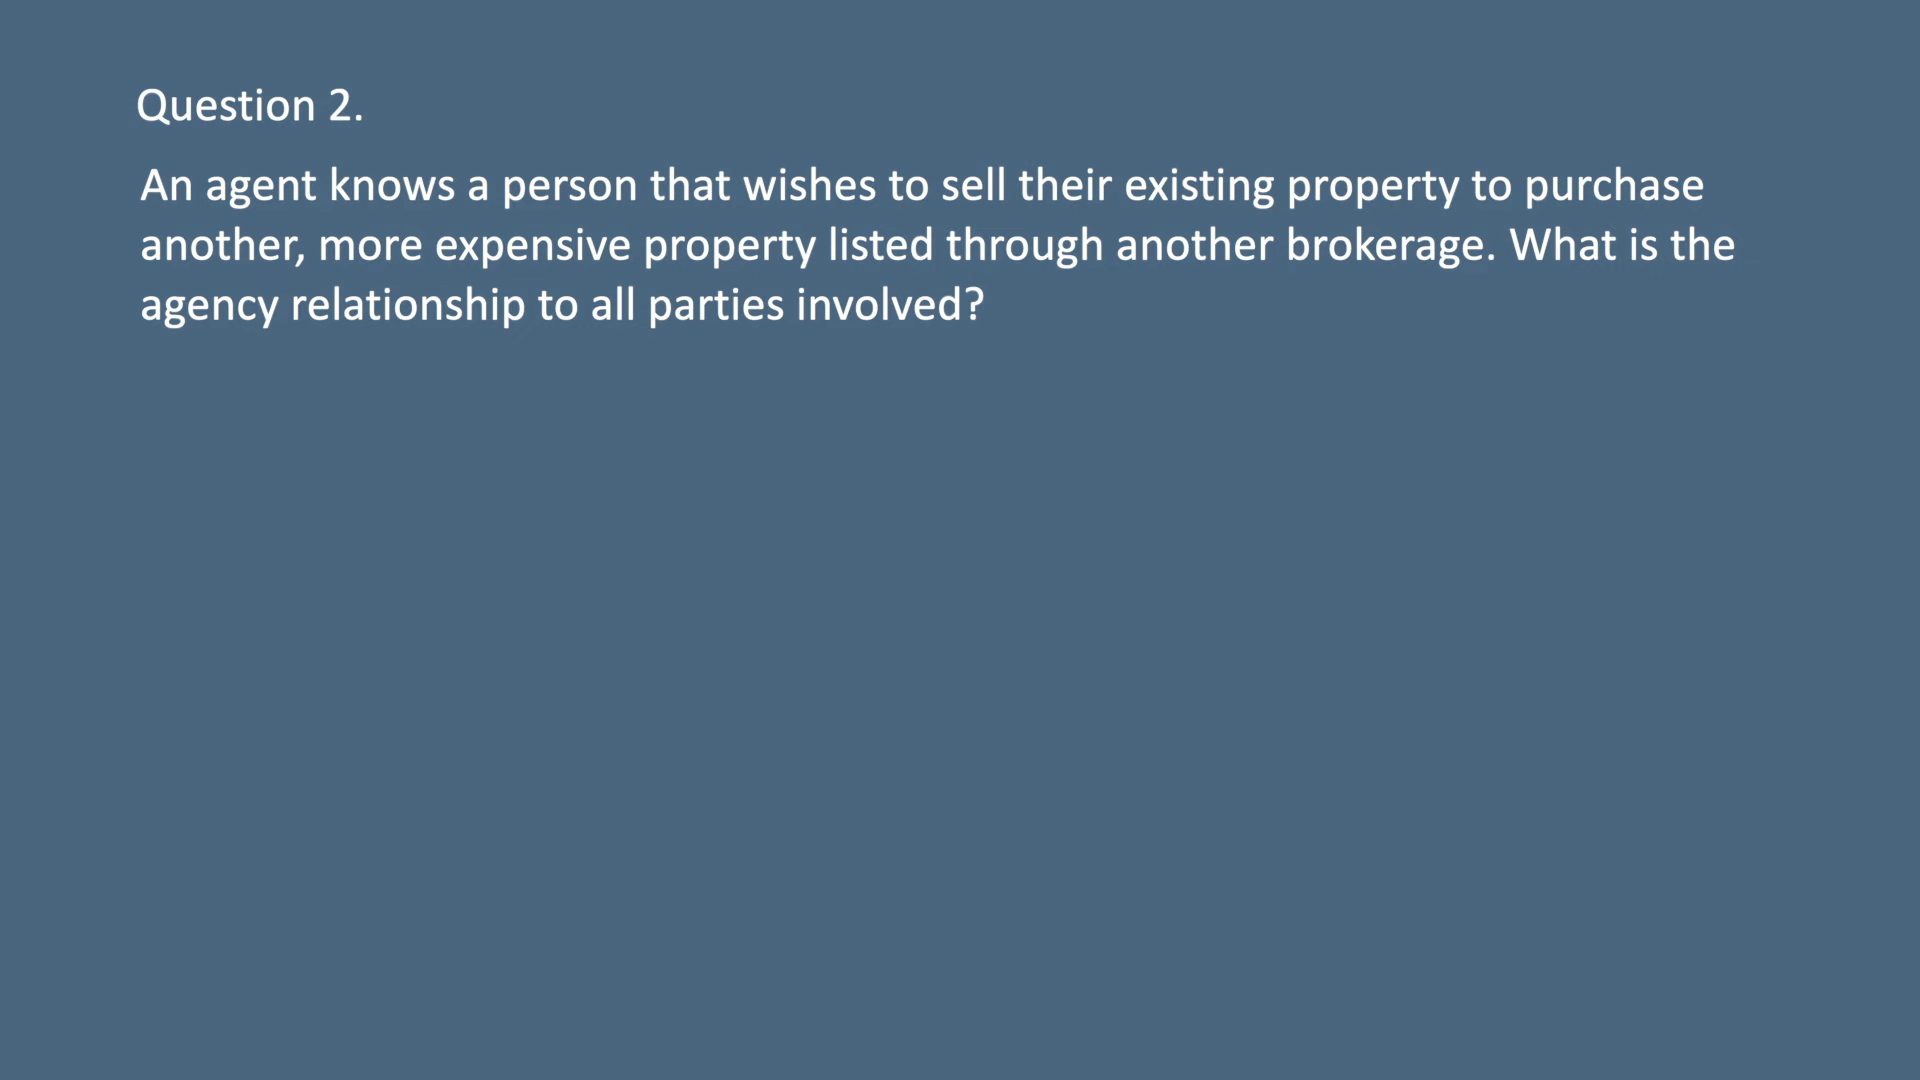 Question 2.
An agent knows a person that wishes to sell their existing property to purchase
another, more expensive property listed through another brokerage. What is the
agency relationship to all parties involved?